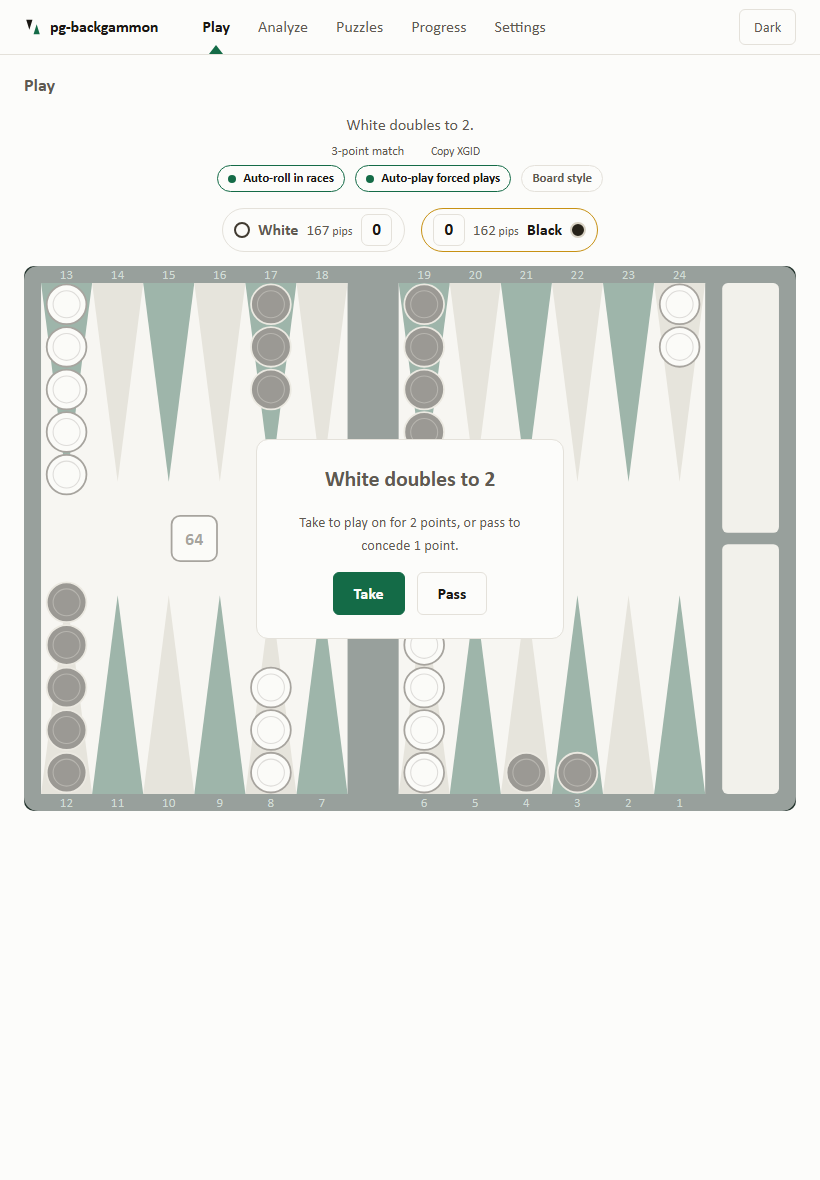 pg-backgammon Play Analyze Puzzles Progress Settings Dark
Play
White doubles to 2.
3-point match Copy XGID
Auto-roll in races Auto-play forced plays Board style
White 167 pips 0 0 162 pips Black
13 14 15 16 17 18 19 20 21 22 23 24
White doubles to 2
Take to play on for 2 points, or pass to
concede 1 point.
64
Take Pass
12 11 10 9 8 7 6 5 4 3 2 1